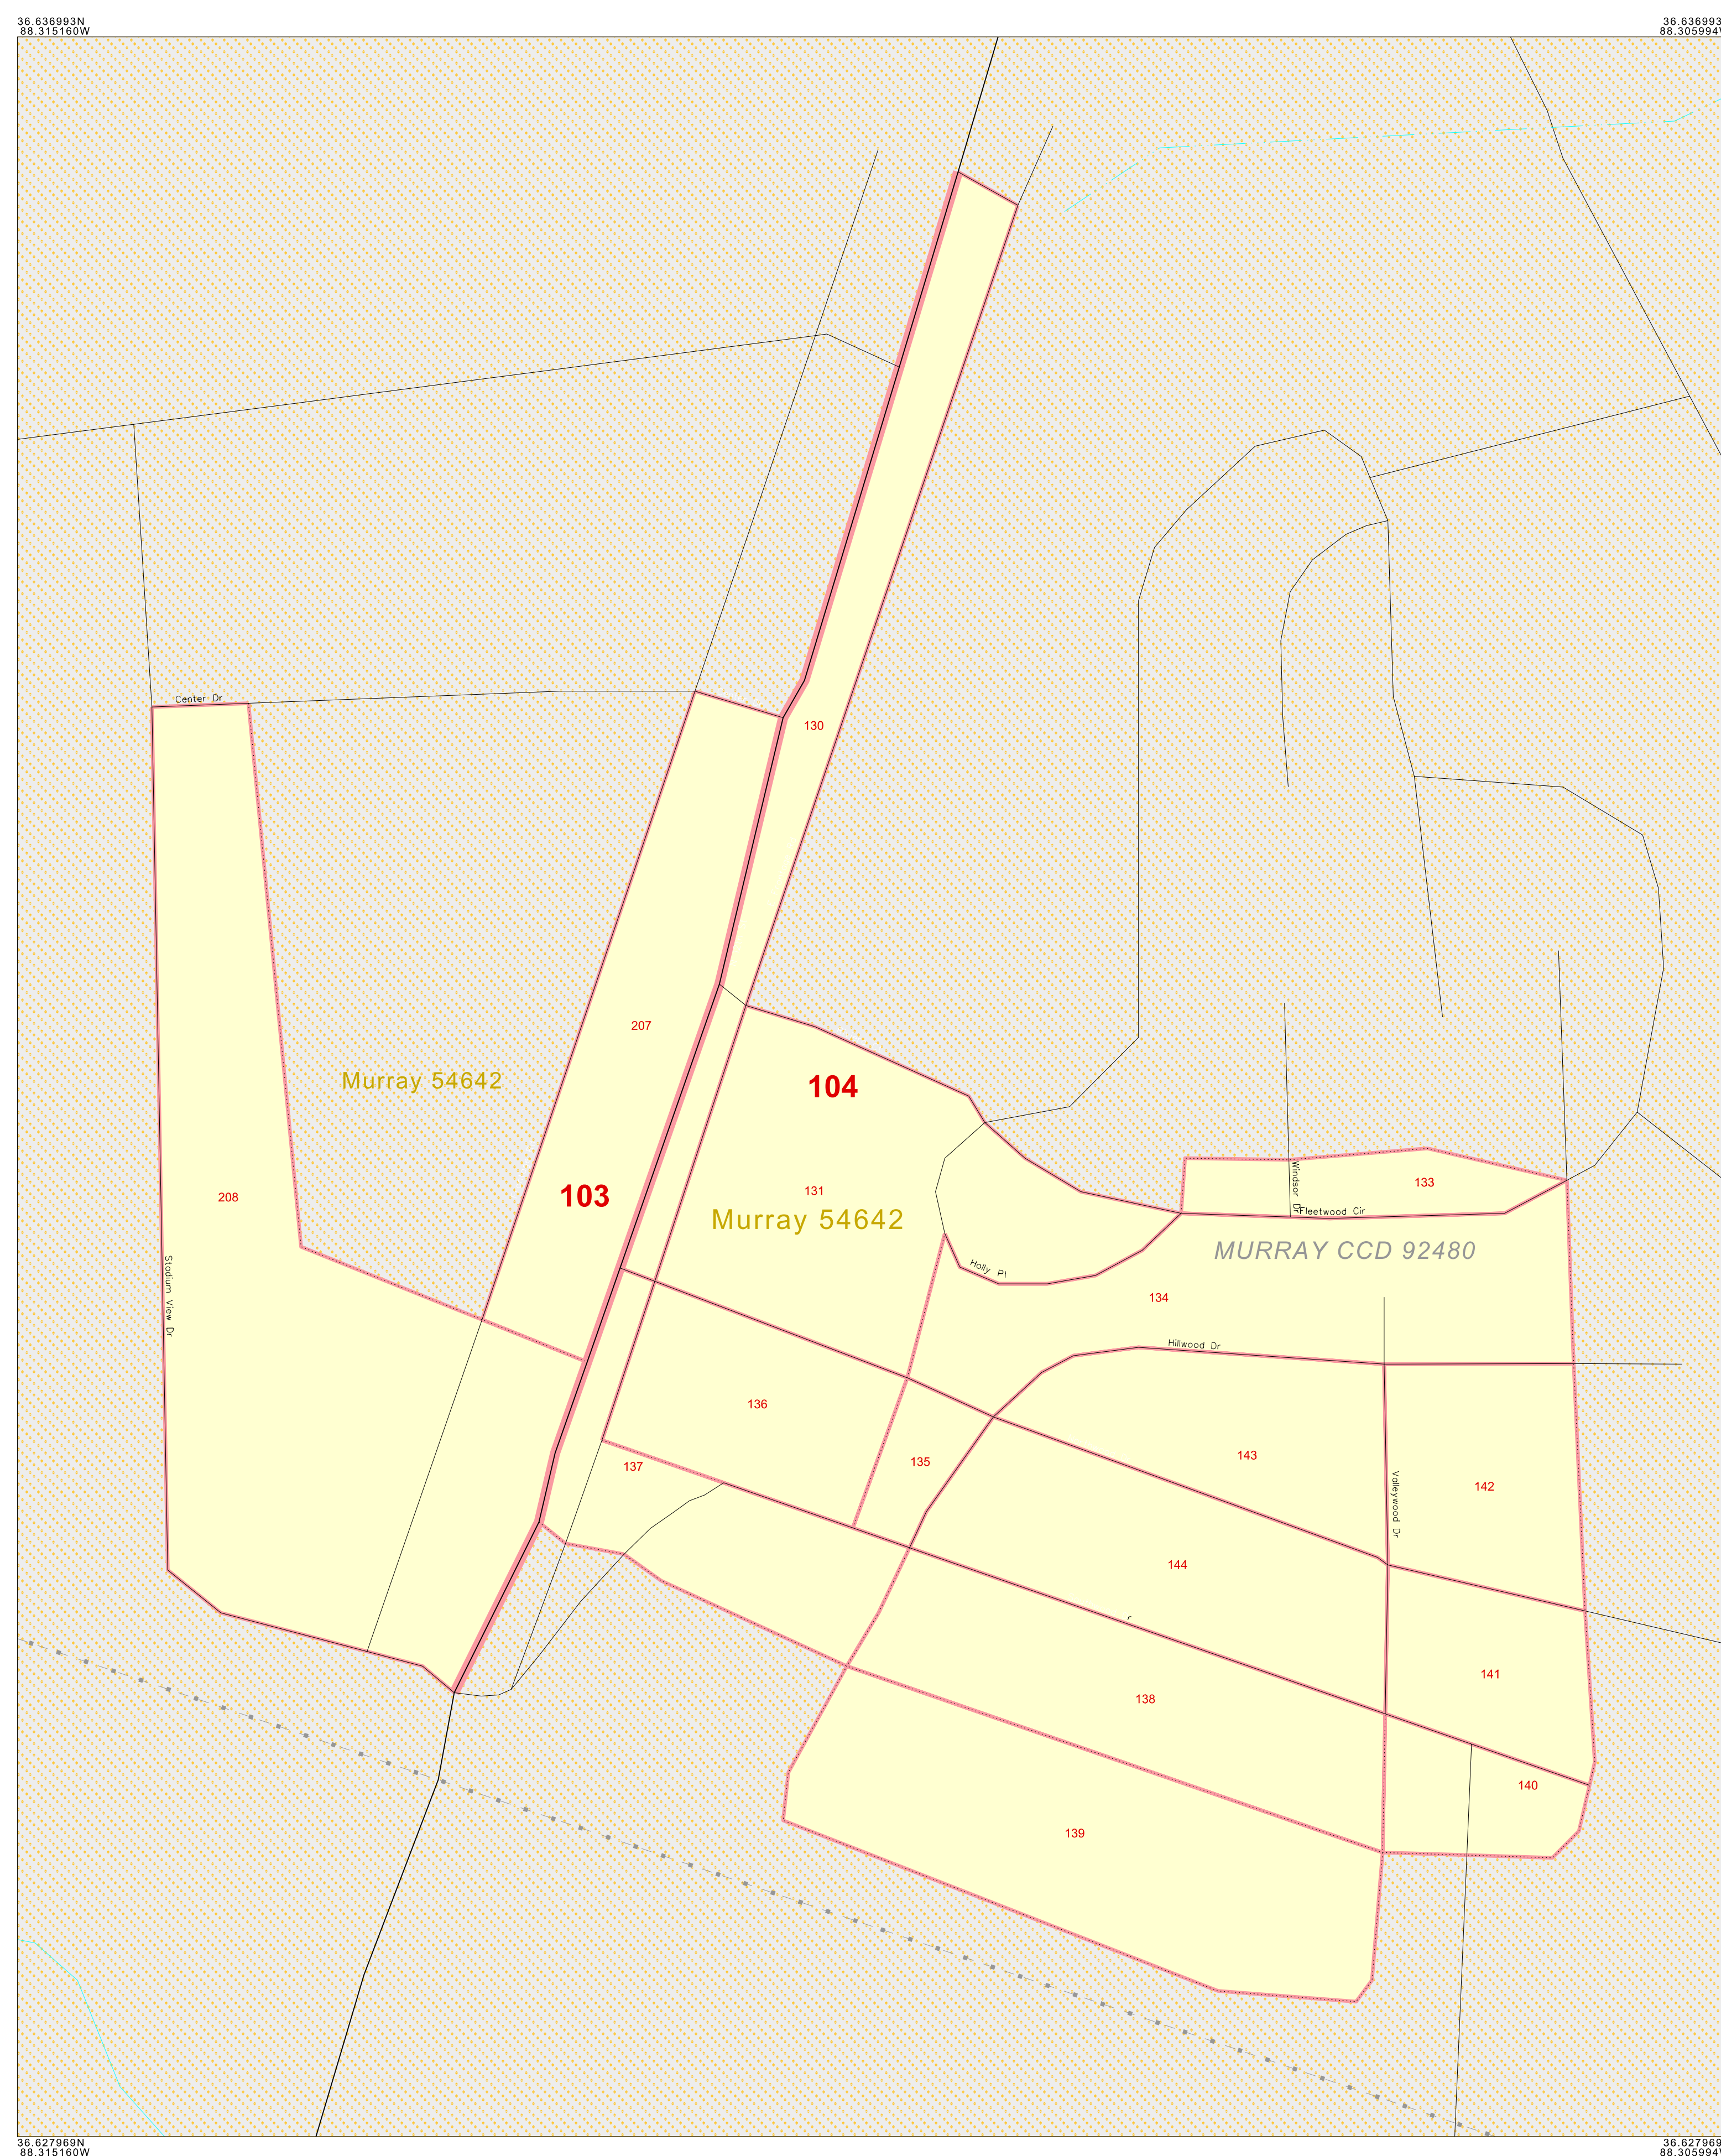 36.636993N
88.315160W
36.636993
88.305994
Center Dr
130
207
Murray 54642
104
Windsor Dr
133
103
131
208
Fleetwood Cir
Murray 54642
MURRAY CCD 92480
Holly Pl
134
Stadium View Dr
Hillwood Dr
136
143
135
137
142
Valleywood Dr
144
r
141
138
140
139
36.627969N
88.315160W
36.627969
88.305994